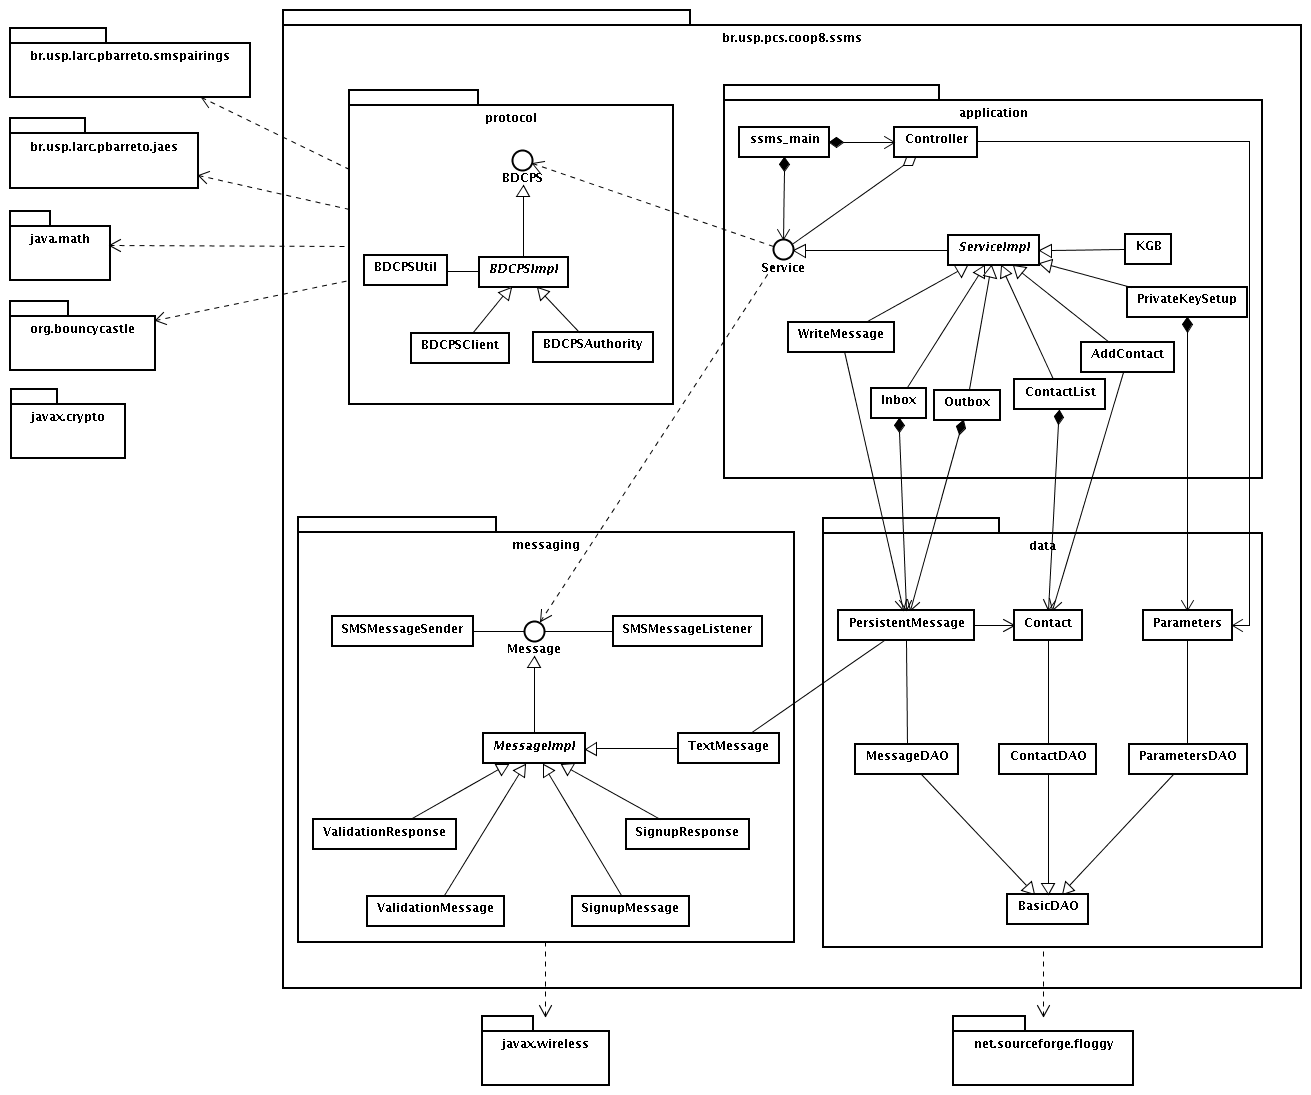 br.usp.pcs.coop8.ssms
br.usp.larc.pbarreto.smspairings
br.usp.larc.pbarreto.jaes
java.math
org.bouncycastle
javax.crypto
protocol
BDCPS
BDCPSUtil
BDCPSImpl
BDCPSClient
BDCPSAuthority
application
ssms_main
Controller
Service
ServiceImpl
KGB
PrivateKeySetup
WriteMessage
AddContact
Inbox
Outbox
ContactList
messaging
SMSMessageSender
Message
SMSMessageListener
MessageImpl
TextMessage
ValidationResponse
SignupResponse
ValidationMessage
SignupMessage
data
PersistentMessage
Contact
Parameters
MessageDAO
ContactDAO
ParametersDAO
BasicDAO
javax.wireless
net.sourceforge.floggy